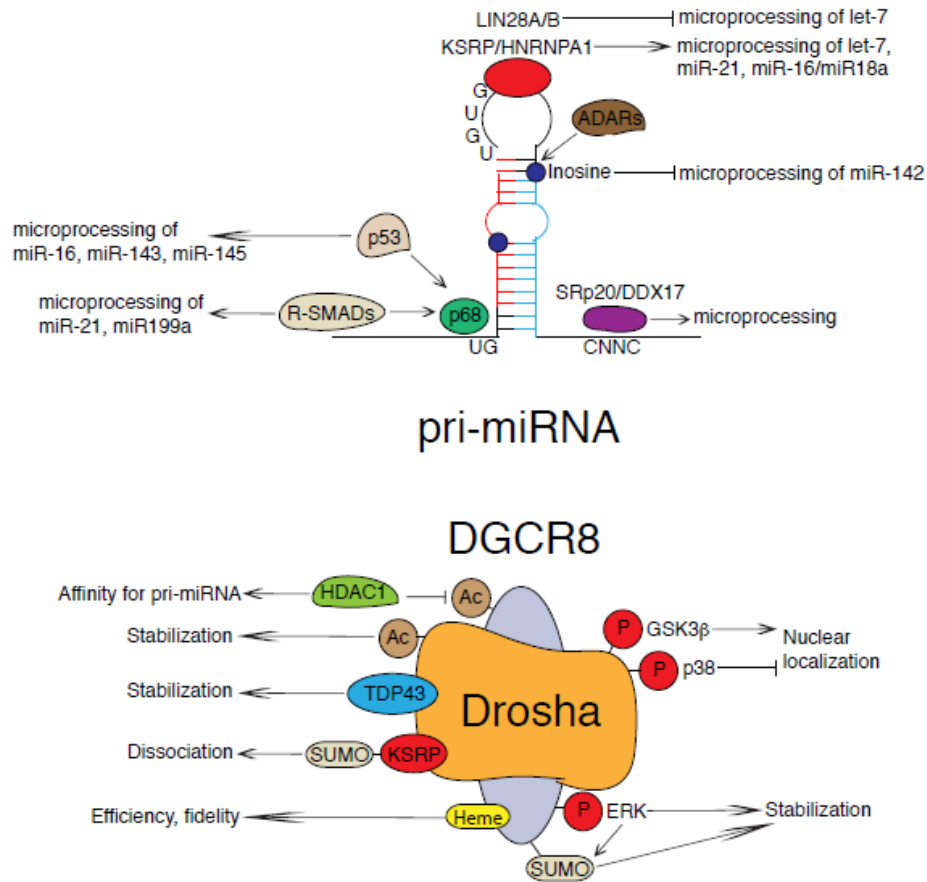 LIN28A/B
microprocessing of let-7
KSRP/HNRNPA1
microprocessing of let-7,
miR-21, miR-16/miR18a
G
U
G
U
ADARs
Inosine
microprocessing of miR-142
microprocessing of
miR-16, miR-143, miR-145
p53
microprocessing of
miR-21, miR199a
R-SMADs
p68
SRp20/DDX17
microprocessing
UG
CNNC
pri-miRNA
DGCR8
Affinity for pri-miRNA
HDAC1
Ac
Stabilization
Ac
P
GSK3β
Nuclear
localization
P
p38
Stabilization
TDP43
Drosha
Dissociation
SUMO
KSRP
Efficiency, fidelity
Heme
P
ERK
Stabilization
SUMO